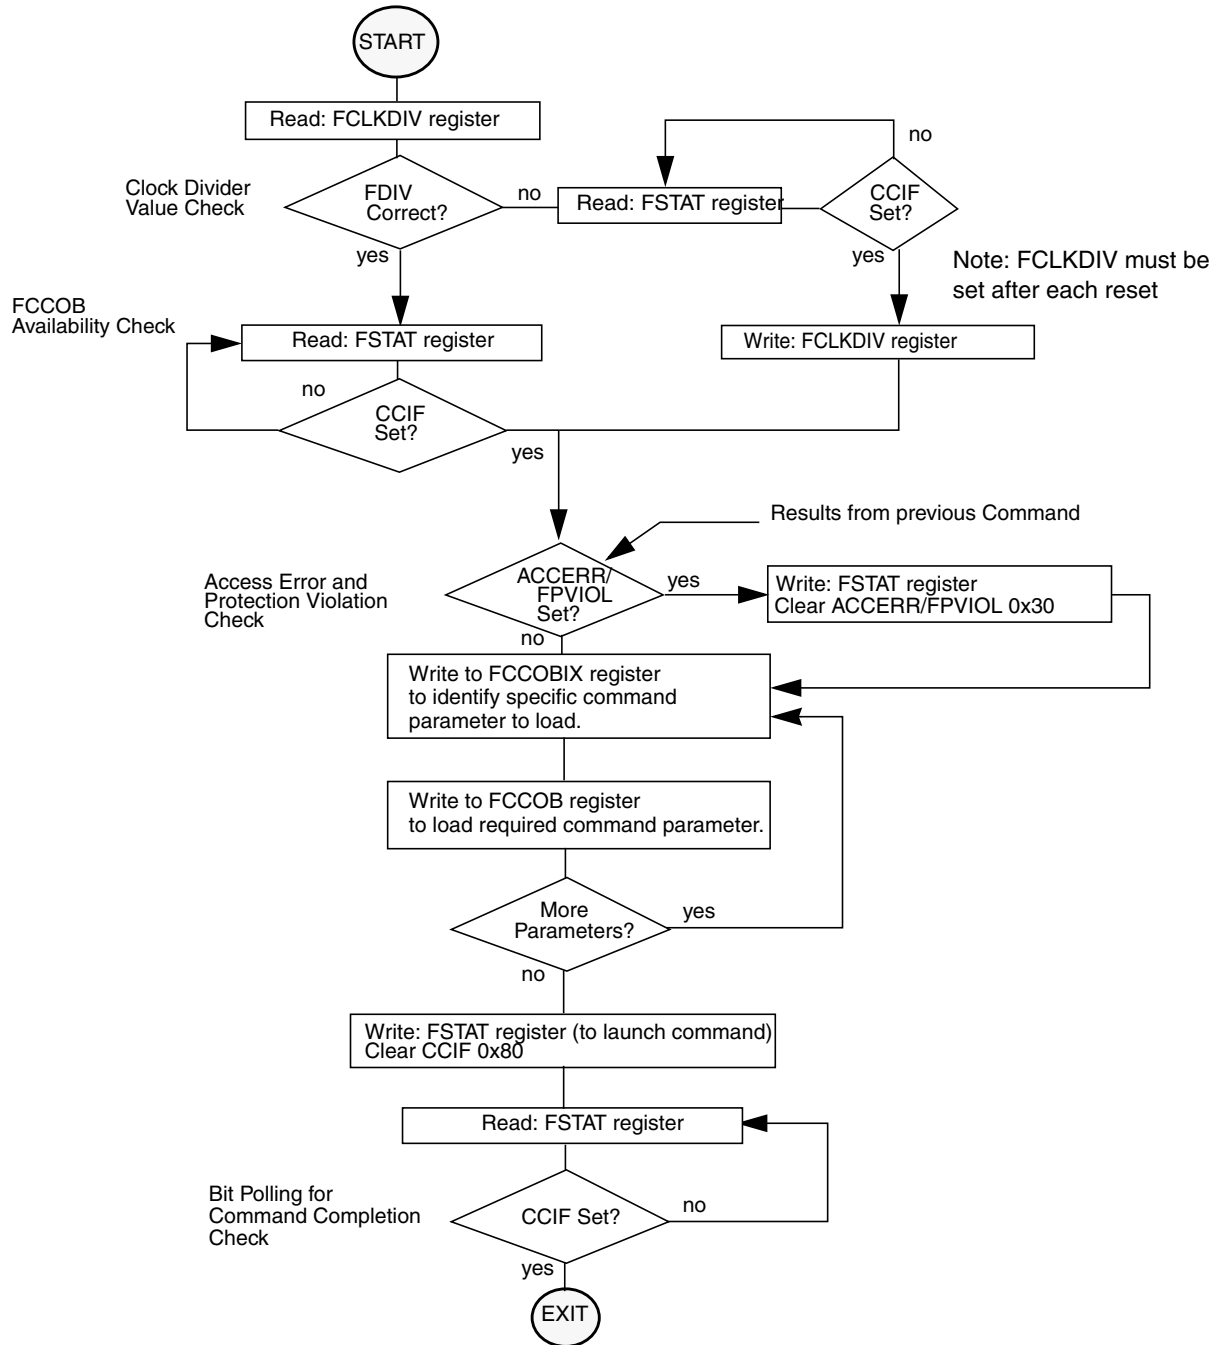 START
Read: FCLKDIV register
Clock Divider
Value Check
FDIV
Correct?
no
yes
Read: FSTAT register
CCIF
Set?
no
yes
Note: FCLKDIV must be
set after each reset
Write: FCLKDIV register
FCCOB
Availability Check
Read: FSTAT register
no
CCIF
Set?
yes
Results from previous Command
Access Error and
Protection Violation
Check
ACCERR/
FPVIOL
Set?
yes
no
Write: FSTAT register
Clear ACCERR/FPVIOL 0x30
Write to FCCOBIX register
to identify specific command
parameter to load.
Write to FCCOB register
to load required command parameter.
More
Parameters?
yes
no
Write: FSTAT register (to launch command)
Clear CCIF 0x80
Read: FSTAT register
Bit Polling for
Command Completion
Check
CCIF Set?
no
yes
EXIT